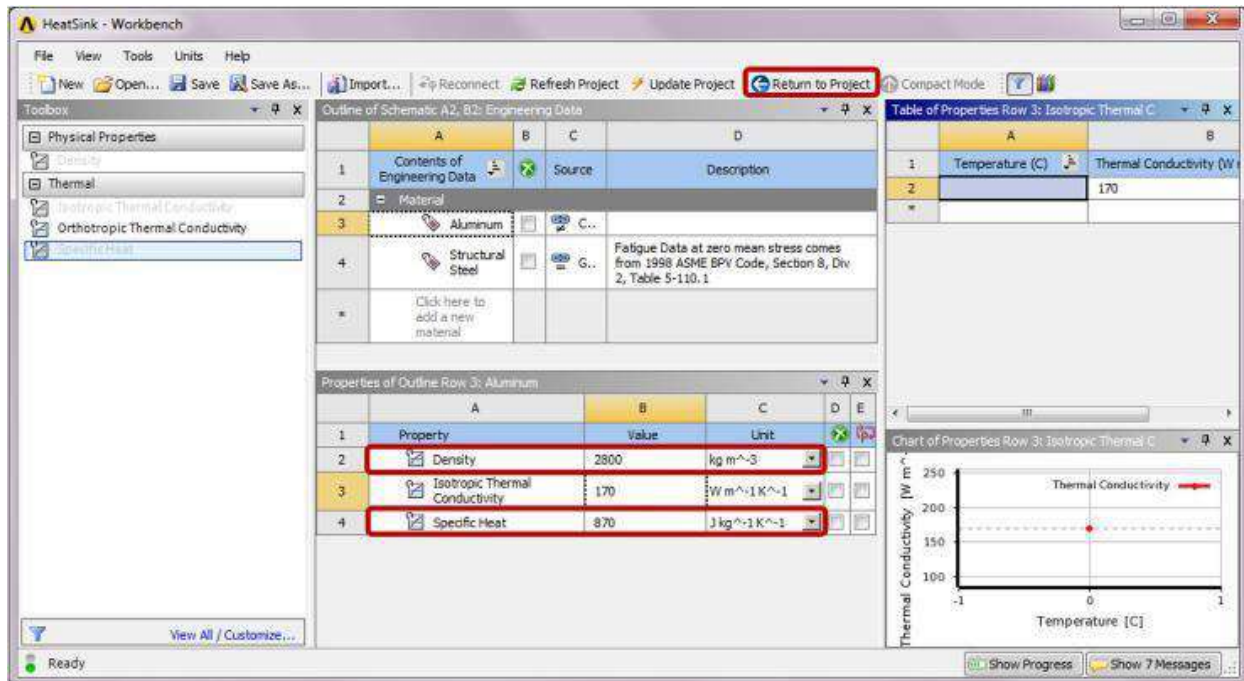 HeatSink - Workbench
File View Tools Units Help
New Open... Save Save As... Import... Reconnect Refresh Project Update Project Return to Project Compact Mode
Toolbox
Physical Properties
Density
Thermal
Isotropic Thermal Conductivity
Orthotropic Thermal Conductivity
Specific Heat
View All / Customize...
Outline of Schematic A2, B2: Engineering Data
A B C D
1 Contents of
Engineering Data Source Description
2 Material
3 Aluminum C..
4 Structural
Steel G.. Fatigue Data at zero mean stress comes
from 1998 ASME BPV Code, Section 8, Div
2, Table 5-110.1
* Click here to
add a new
material
Properties of Outline Row 3: Aluminum
A B C D E
1 Property Value Unit
2 Density 2800 kg m^-3
3 Isotropic Thermal
Conductivity 170 W m^-1 K^-1
4 Specific Heat 870 J kg^-1 K^-1
Table of Properties Row 3: Isotropic Thermal C
A B
1 Temperature (C) Thermal Conductivity (W
2 170
*
Chart of Properties Row 3: Isotropic Thermal C
Thermal Conductivity [W m^-
250
200
150
100
Thermal Conductivity
-1 0 1
Temperature [C]
Ready
Show Progress Show 7 Messages